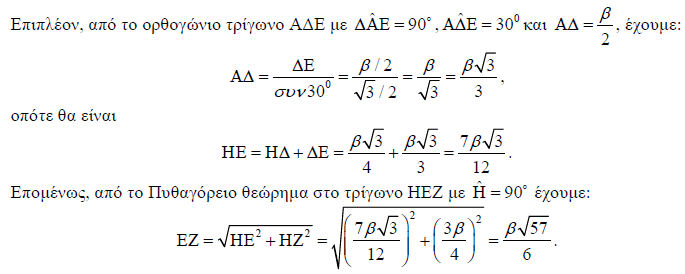 Επιπλέον, από το ορθογώνιο τρίγωνο ΑΔΕ με ΔÂΕ = 90°, ΑΔ̂Ε = 30⁰ και ΑΔ = β/2, έχουμε:
ΑΔ = ΔΕ/συν30⁰ = (β/2)/(√3/2) = β/√3 = β√3/3,
οπότε θα είναι
ΗΕ = ΗΔ + ΔΕ = β√3/4 + β√3/3 = 7β√3/12.
Επομένως, από το Πυθαγόρειο θεώρημα στο τρίγωνο ΗΕΖ με Ĥ = 90° έχουμε:
ΕΖ = √(ΗΕ² + ΗΖ²) = √((7β√3/12)² + (3β/4)²) = β√57/6.